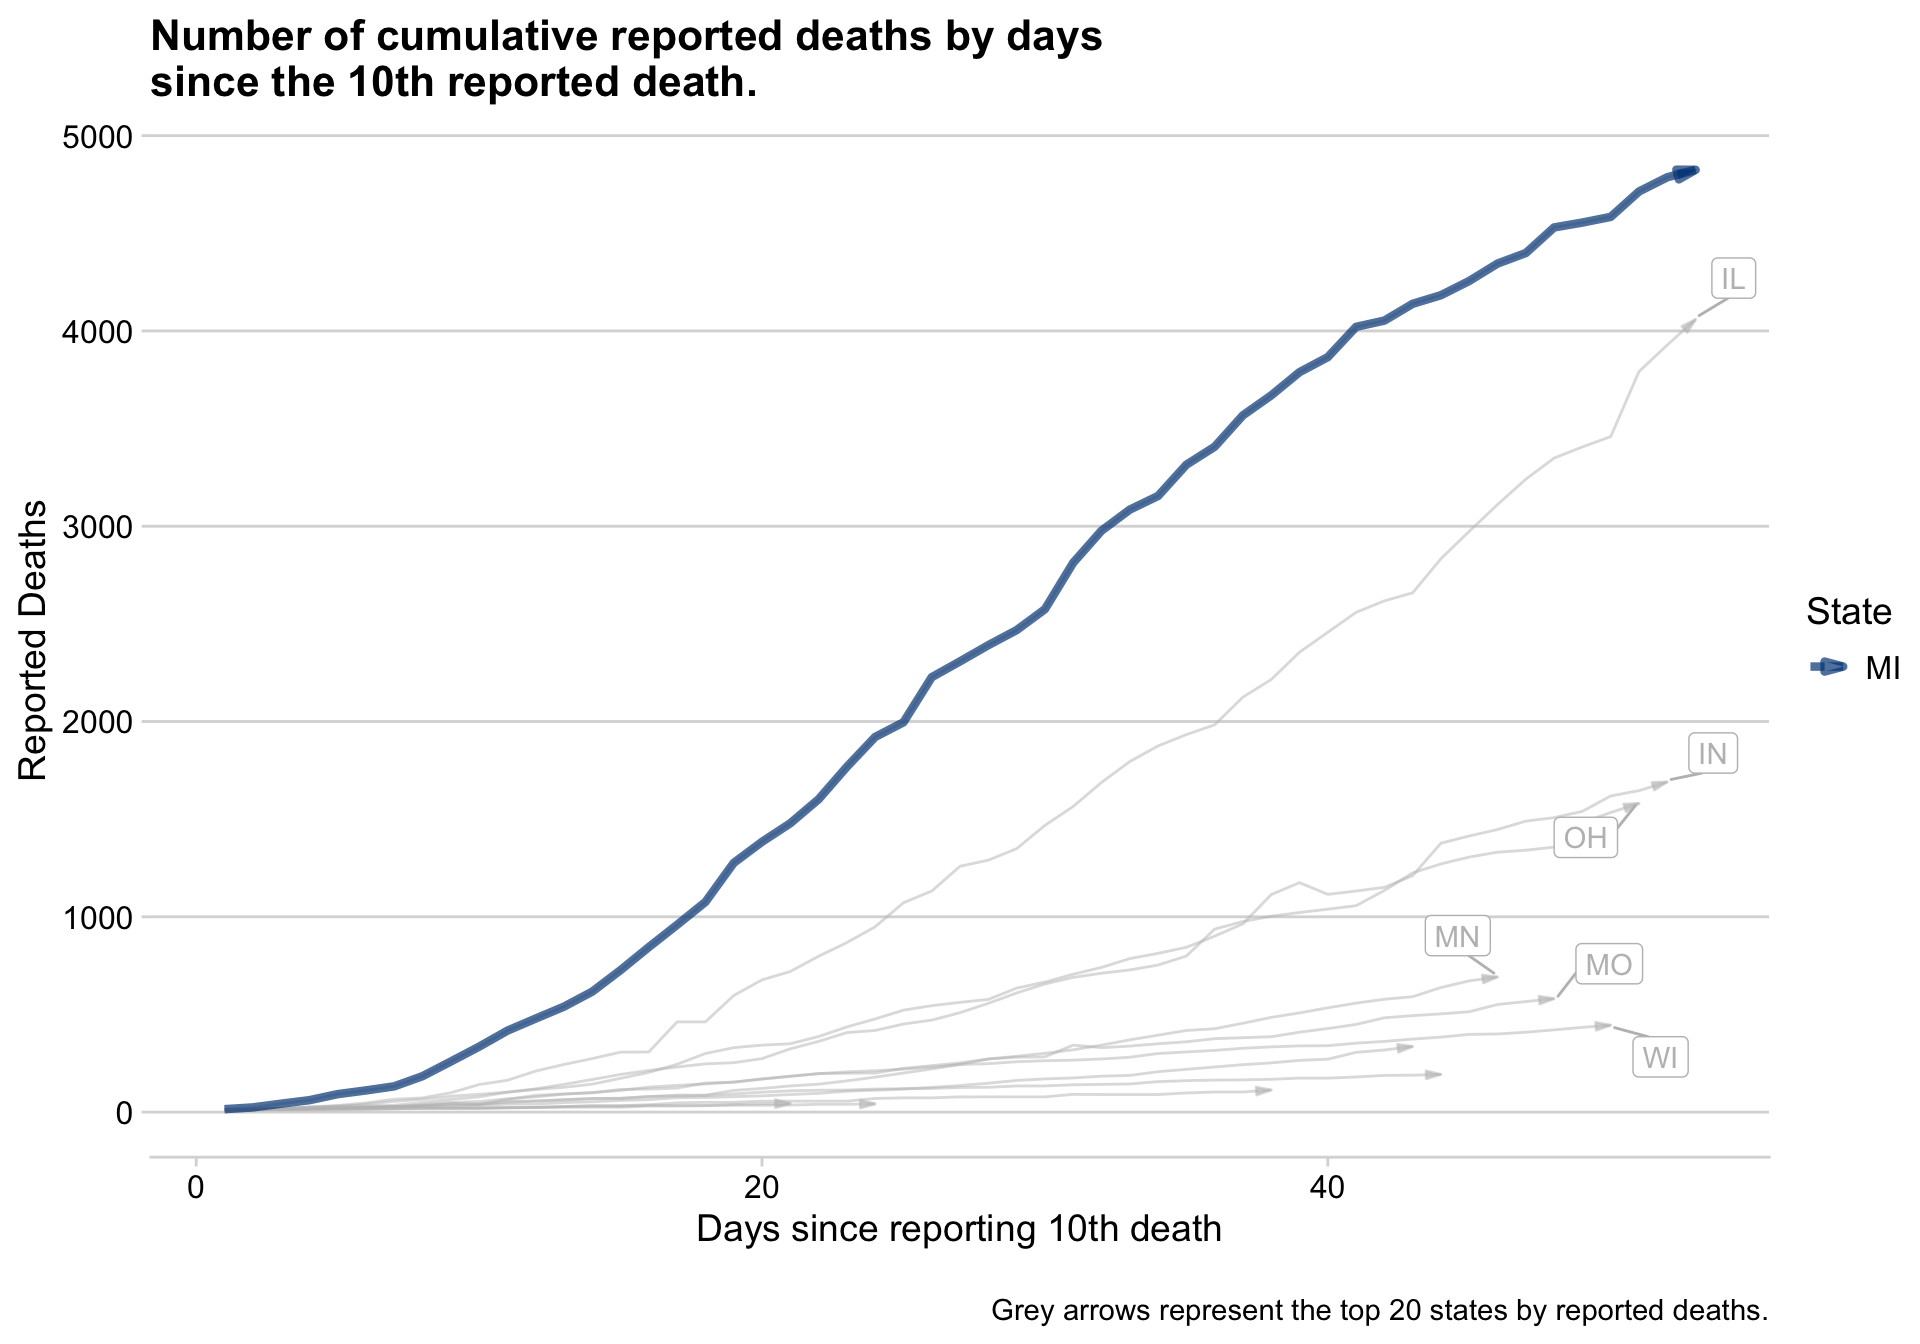 Number of cumulative reported deaths by days
since the 10th reported death.
5000
4000
3000
2000
1000
0
Reported Deaths
IL
IN
OH
MN
MO
WI
State
MI
0
20
40
Days since reporting 10th death
Grey arrows represent the top 20 states by reported deaths.